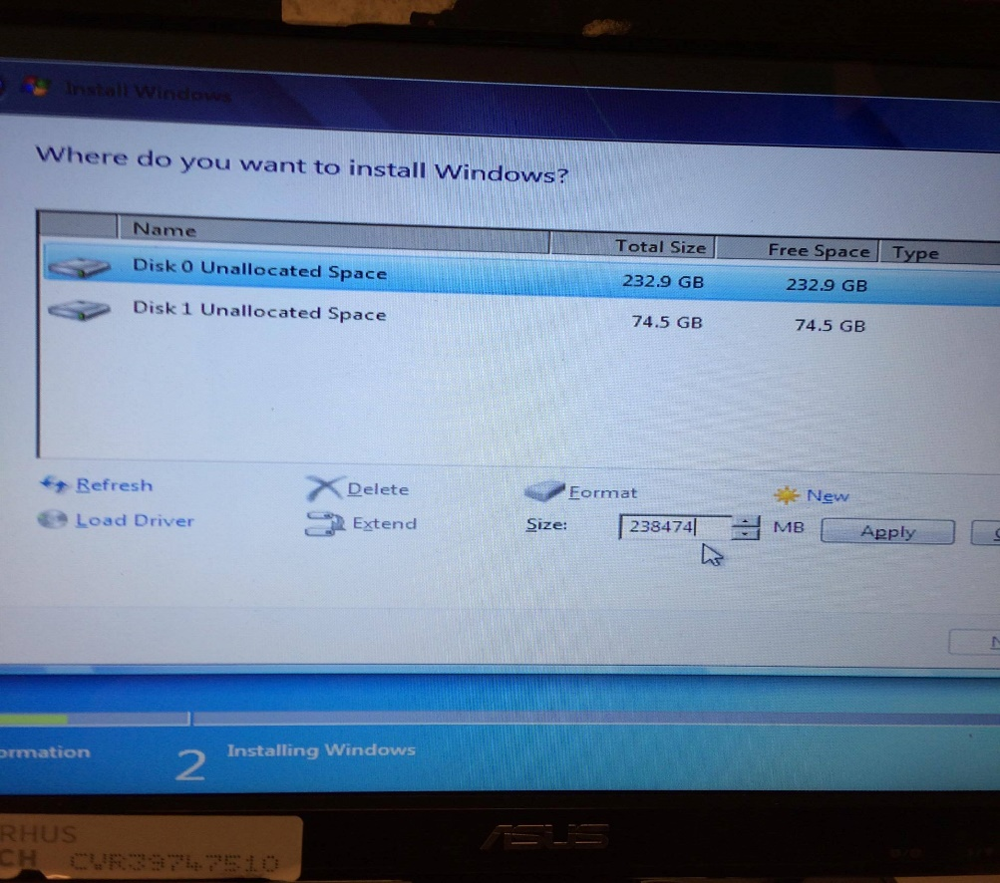 Install Windows
Where do you want to install Windows?
Name Total Size Free Space Type
Disk 0 Unallocated Space 232.9 GB 232.9 GB
Disk 1 Unallocated Space 74.5 GB 74.5 GB
Refresh Delete Format New
Load Driver Extend Size: 238474 MB Apply
ormation 2 Installing Windows
ASUS
RHUS
CH CVR39747510